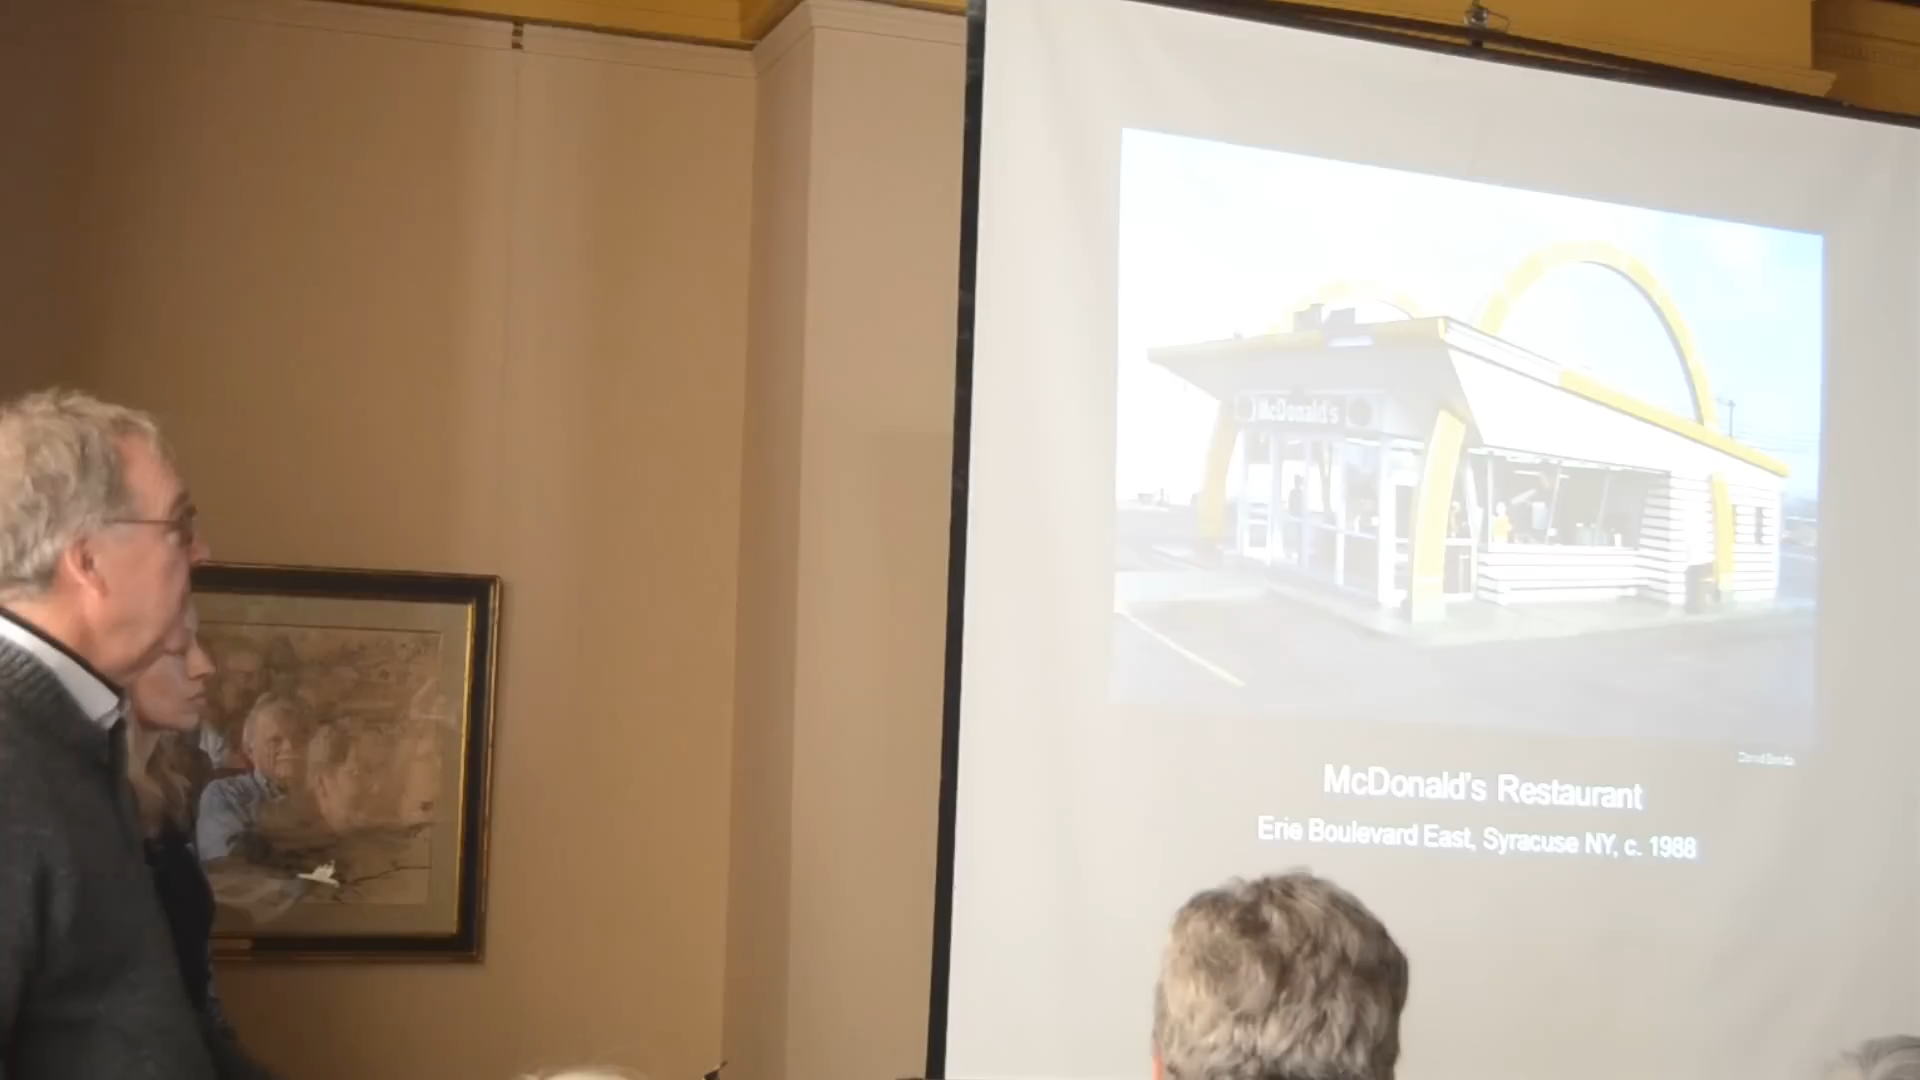 McDonald's
McDonald's Restaurant
Erie Boulevard East, Syracuse NY, c. 1988